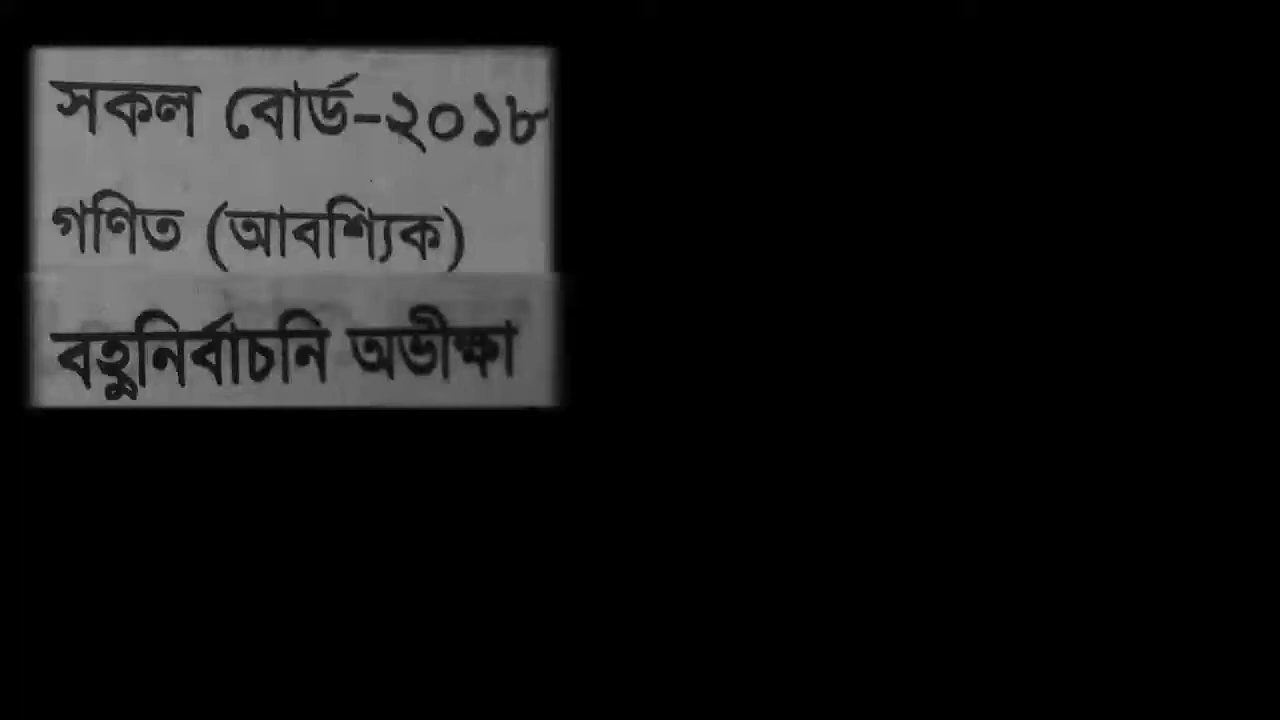 সকল বোর্ড-২০১৮
গণিত (আবশ্যিক)
বহুনির্বাচনি অভীক্ষা